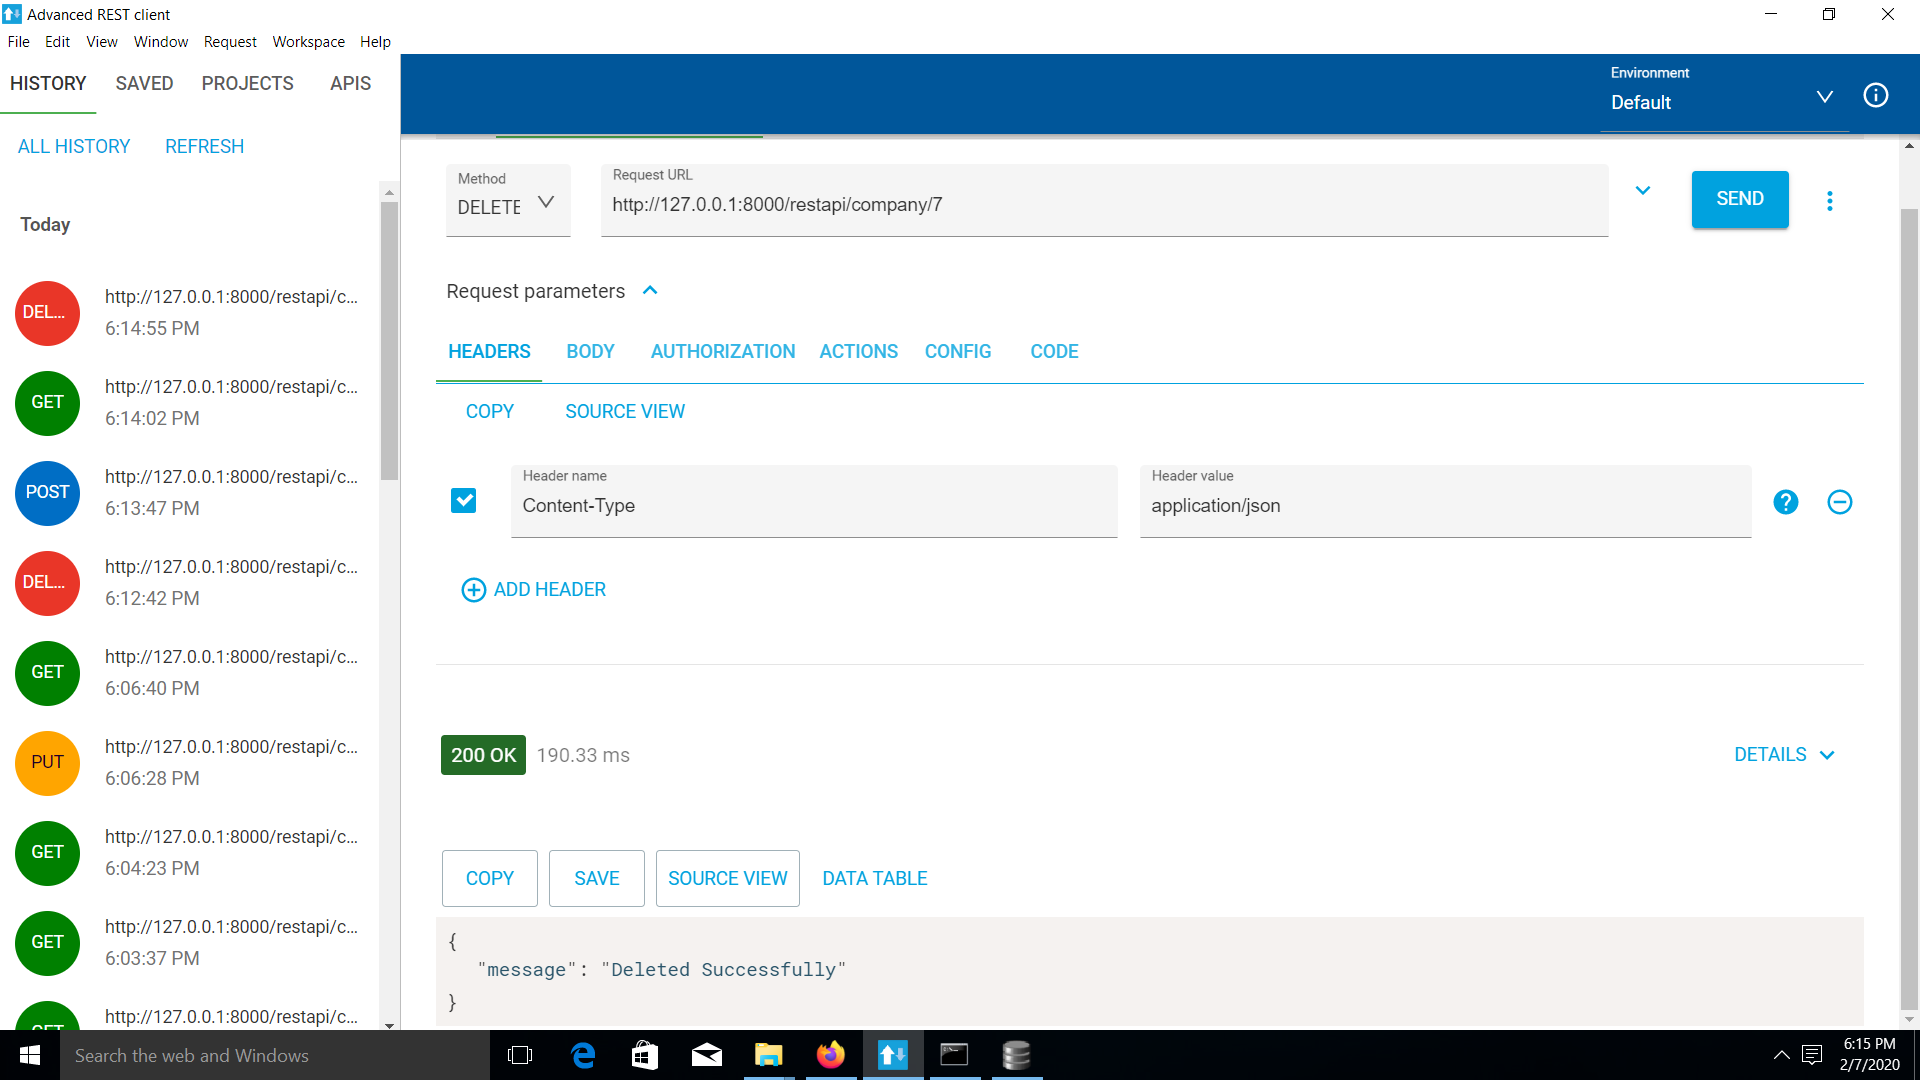 Advanced REST client
File Edit View Window Request Workspace Help
HISTORY SAVED PROJECTS APIS
ALL HISTORY REFRESH
Today
DEL...
http://127.0.0.1:8000/restapi/c...
6:14:55 PM
GET
http://127.0.0.1:8000/restapi/c...
6:14:02 PM
POST
http://127.0.0.1:8000/restapi/c...
6:13:47 PM
DEL...
http://127.0.0.1:8000/restapi/c...
6:12:42 PM
GET
http://127.0.0.1:8000/restapi/c...
6:06:40 PM
PUT
http://127.0.0.1:8000/restapi/c...
6:06:28 PM
GET
http://127.0.0.1:8000/restapi/c...
6:04:23 PM
GET
http://127.0.0.1:8000/restapi/c...
6:03:37 PM
GET
http://127.0.0.1:8000/restapi/c...
Environment
Default
Method
DELETE
Request URL
http://127.0.0.1:8000/restapi/company/7
SEND
Request parameters
HEADERS BODY AUTHORIZATION ACTIONS CONFIG CODE
COPY SOURCE VIEW
Header name
Content-Type
Header value
application/json
?
ADD HEADER
200 OK 190.33 ms
DETAILS
COPY SAVE SOURCE VIEW DATA TABLE
{
"message": "Deleted Successfully"
}
Search the web and Windows
6:15 PM
2/7/2020